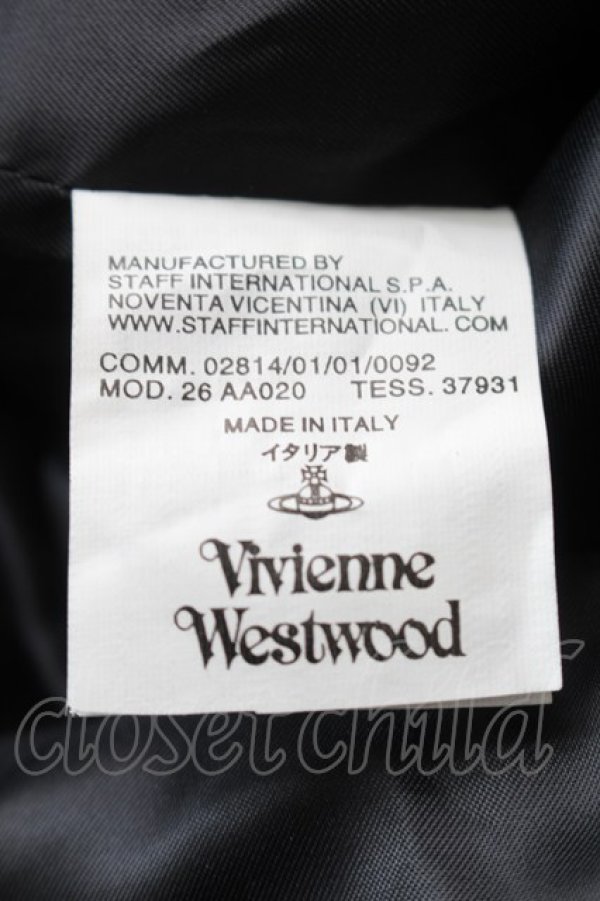 MANUFACTURED BY
STAFF INTERNATIONAL S.P.A.
NOVENTA VICENTINA (VI) ITALY
WWW.STAFFINTERNATIONAL.COM
COMM. 02814/01/01/0092
MOD. 26 AA020 TESS. 37931
MADE IN ITALY
イタリア製
Vivienne
Westwood
closet child